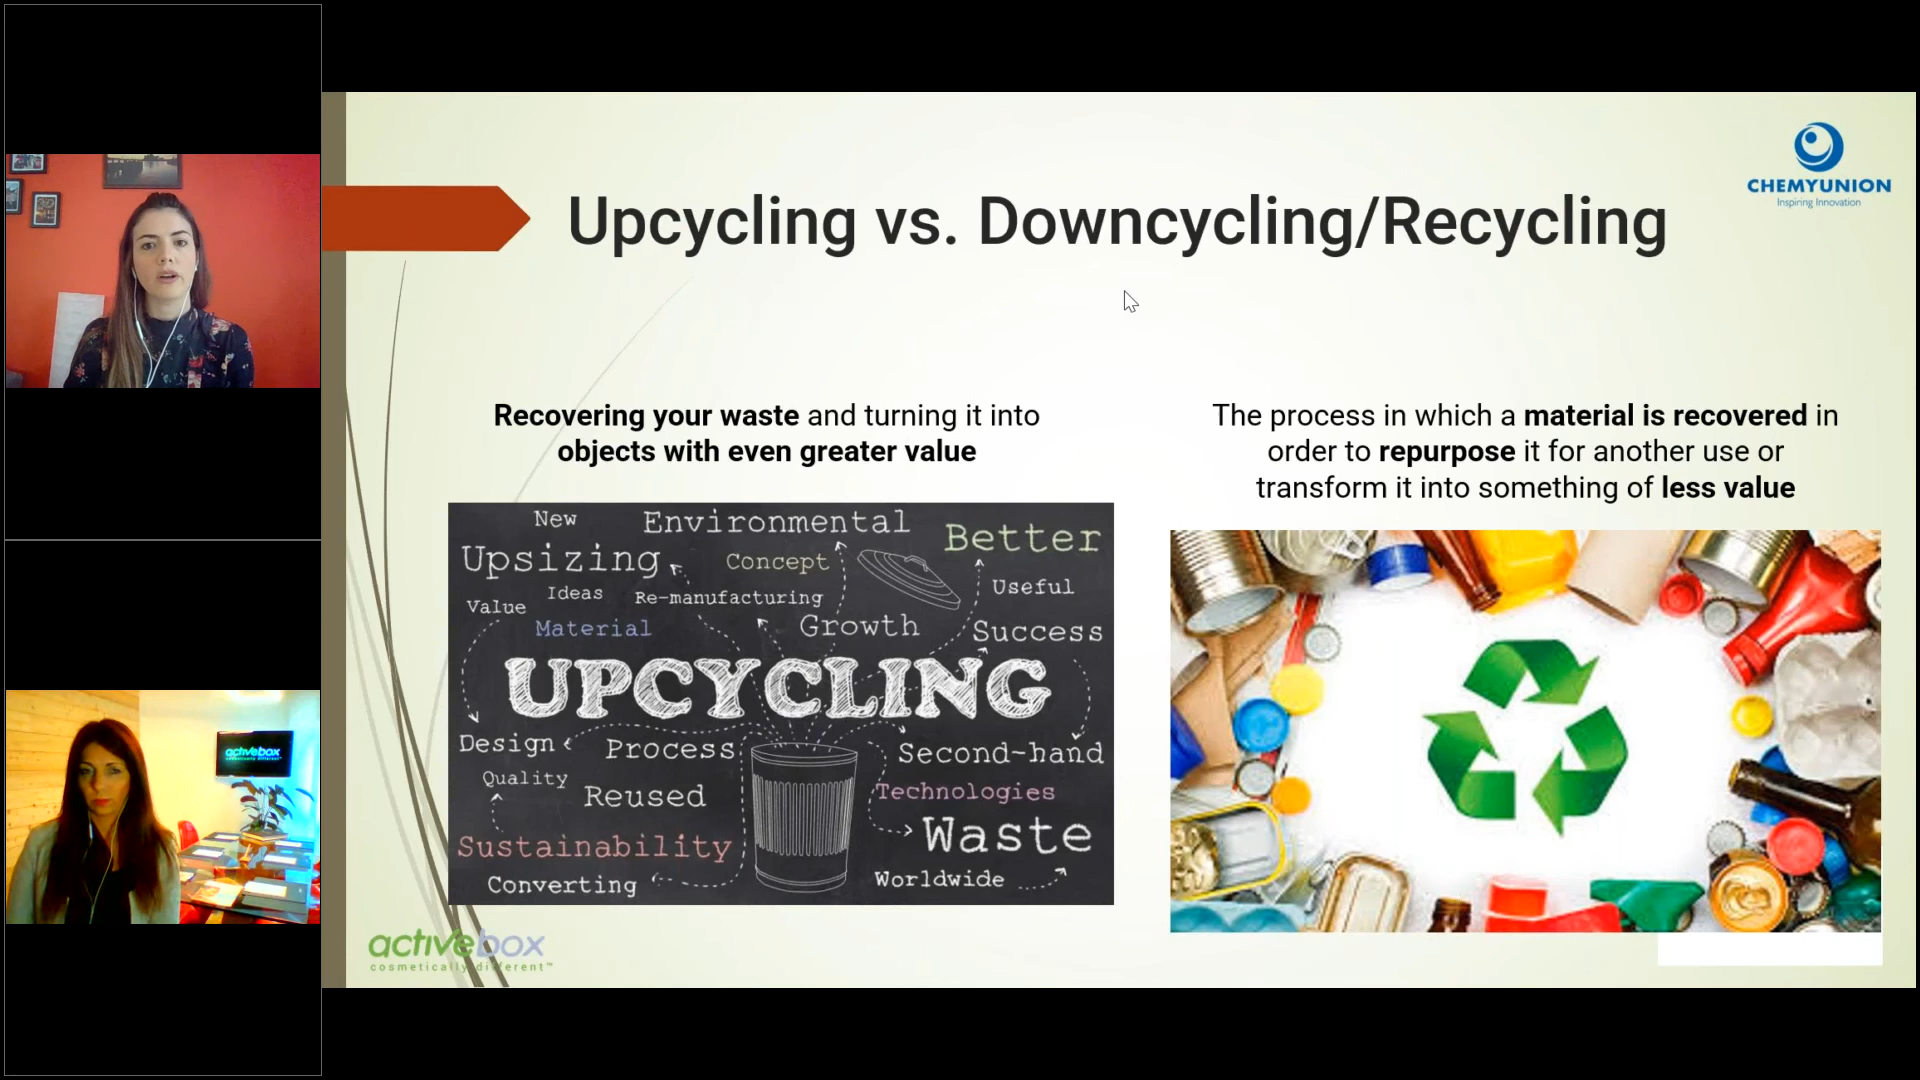 CHEMYUNION
Inspiring Innovation
Upcycling vs. Downcycling/Recycling
Recovering your waste and turning it into
objects with even greater value
The process in which a material is recovered in
order to repurpose it for another use or
transform it into something of less value
New
Environmental
Better
Upsizing
Concept
Useful
Ideas
Re-manufacturing
Value
Material
Growth
Success
UPCYCLING
Design
Process
Second-hand
Quality
Reused
Technologies
Sustainability
Waste
Converting
Worldwide
activebox
cosmetically different™
activebox